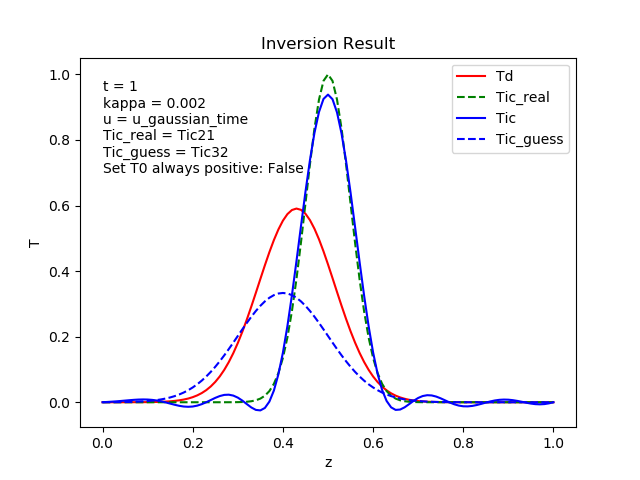 Inversion Result
t = 1
kappa = 0.002
u = u_gaussian_time
Tic_real = Tic21
Tic_guess = Tic32
Set T0 always positive: False
Td
Tic_real
Tic
Tic_guess
1.0
0.8
0.6
0.4
0.2
0.0
T
0.0 0.2 0.4 0.6 0.8 1.0
z